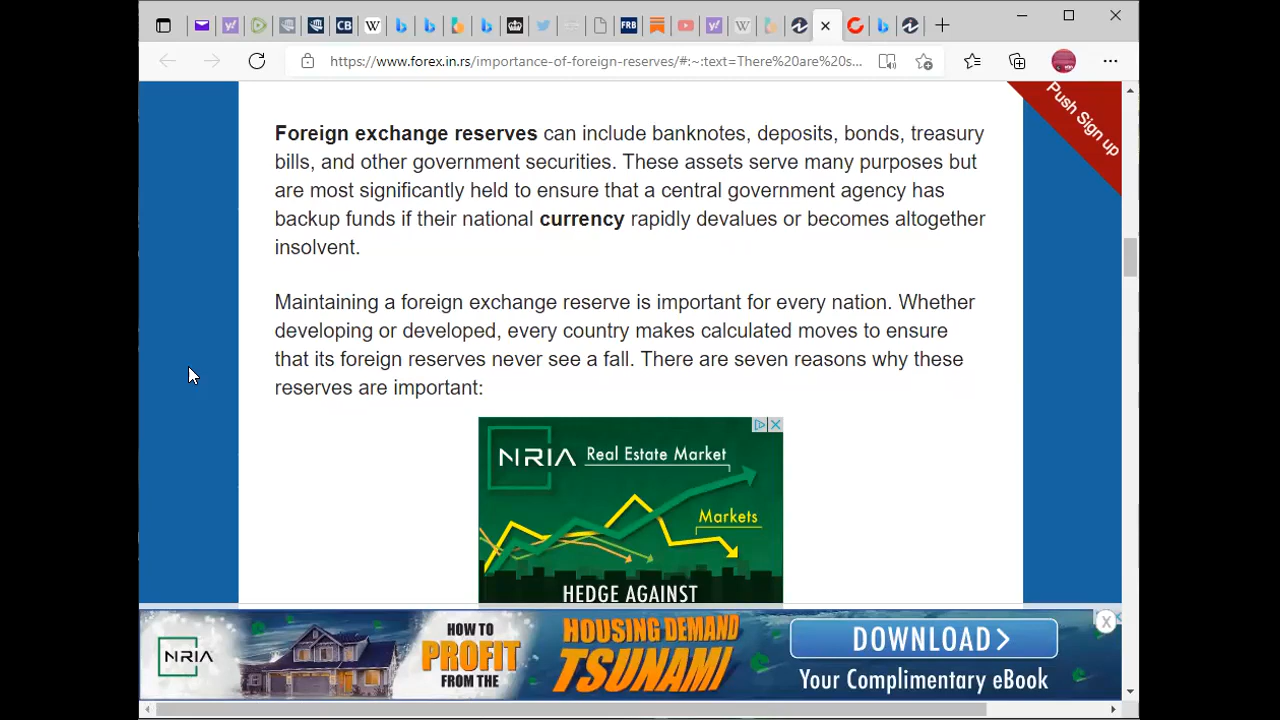 CB
W
FRB
W
https://www.forex.in.rs/importance-of-foreign-reserves/#:~:text=There%20are%20s...
Push Sign up
Foreign exchange reserves can include banknotes, deposits, bonds, treasury
bills, and other government securities. These assets serve many purposes but
are most significantly held to ensure that a central government agency has
backup funds if their national currency rapidly devalues or becomes altogether
insolvent.
Maintaining a foreign exchange reserve is important for every nation. Whether
developing or developed, every country makes calculated moves to ensure
that its foreign reserves never see a fall. There are seven reasons why these
reserves are important:
NRIA Real Estate Market
Markets
HEDGE AGAINST
NRIA
HOW TO
PROFIT
FROM THE
HOUSING DEMAND
TSUNAMI
DOWNLOAD >
Your Complimentary eBook